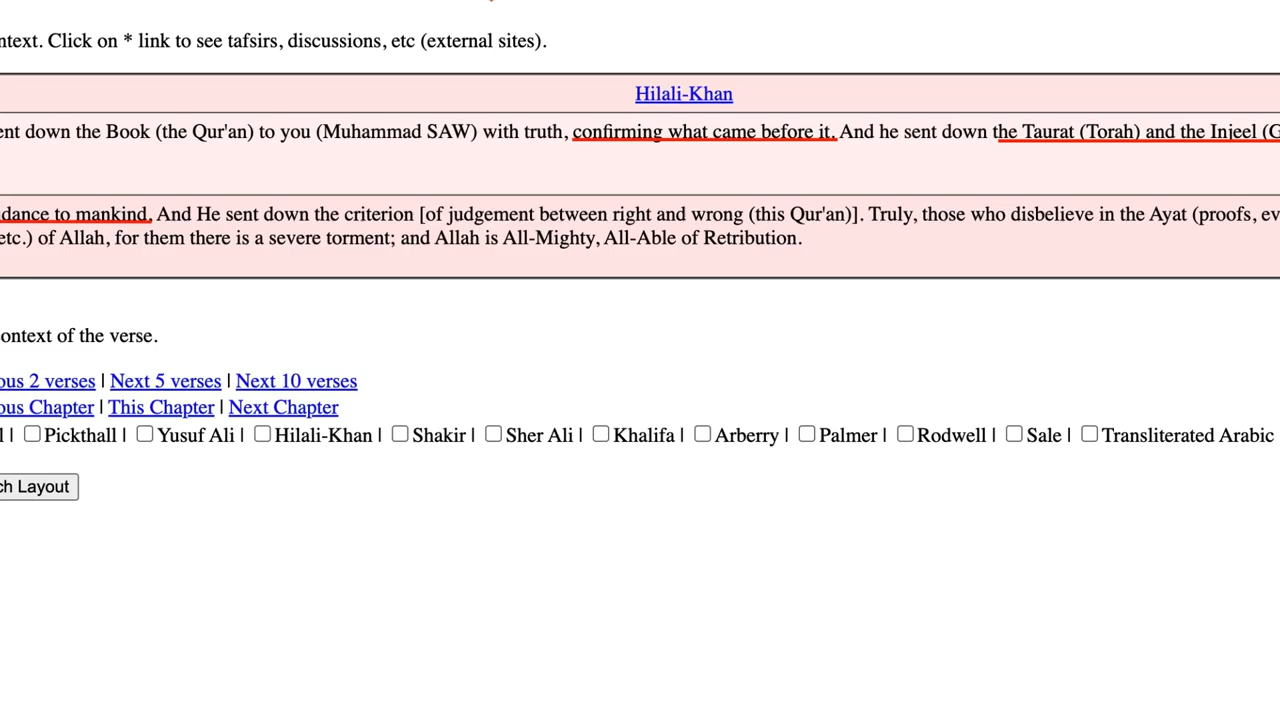 ntext. Click on * link to see tafsirs, discussions, etc (external sites).
Hilali-Khan
ent down the Book (the Qur'an) to you (Muhammad SAW) with truth, confirming what came before it. And he sent down the Taurat (Torah) and the Injeel (G
dance to mankind. And He sent down the criterion [of judgement between right and wrong (this Qur'an)]. Truly, those who disbelieve in the Ayat (proofs, ev
etc.) of Allah, for them there is a severe torment; and Allah is All-Mighty, All-Able of Retribution.
ontext of the verse.
ous 2 verses | Next 5 verses | Next 10 verses
ous Chapter | This Chapter | Next Chapter
l | Pickthall | Yusuf Ali | Hilali-Khan | Shakir | Sher Ali | Khalifa | Arberry | Palmer | Rodwell | Sale | Transliterated Arabic
ch Layout